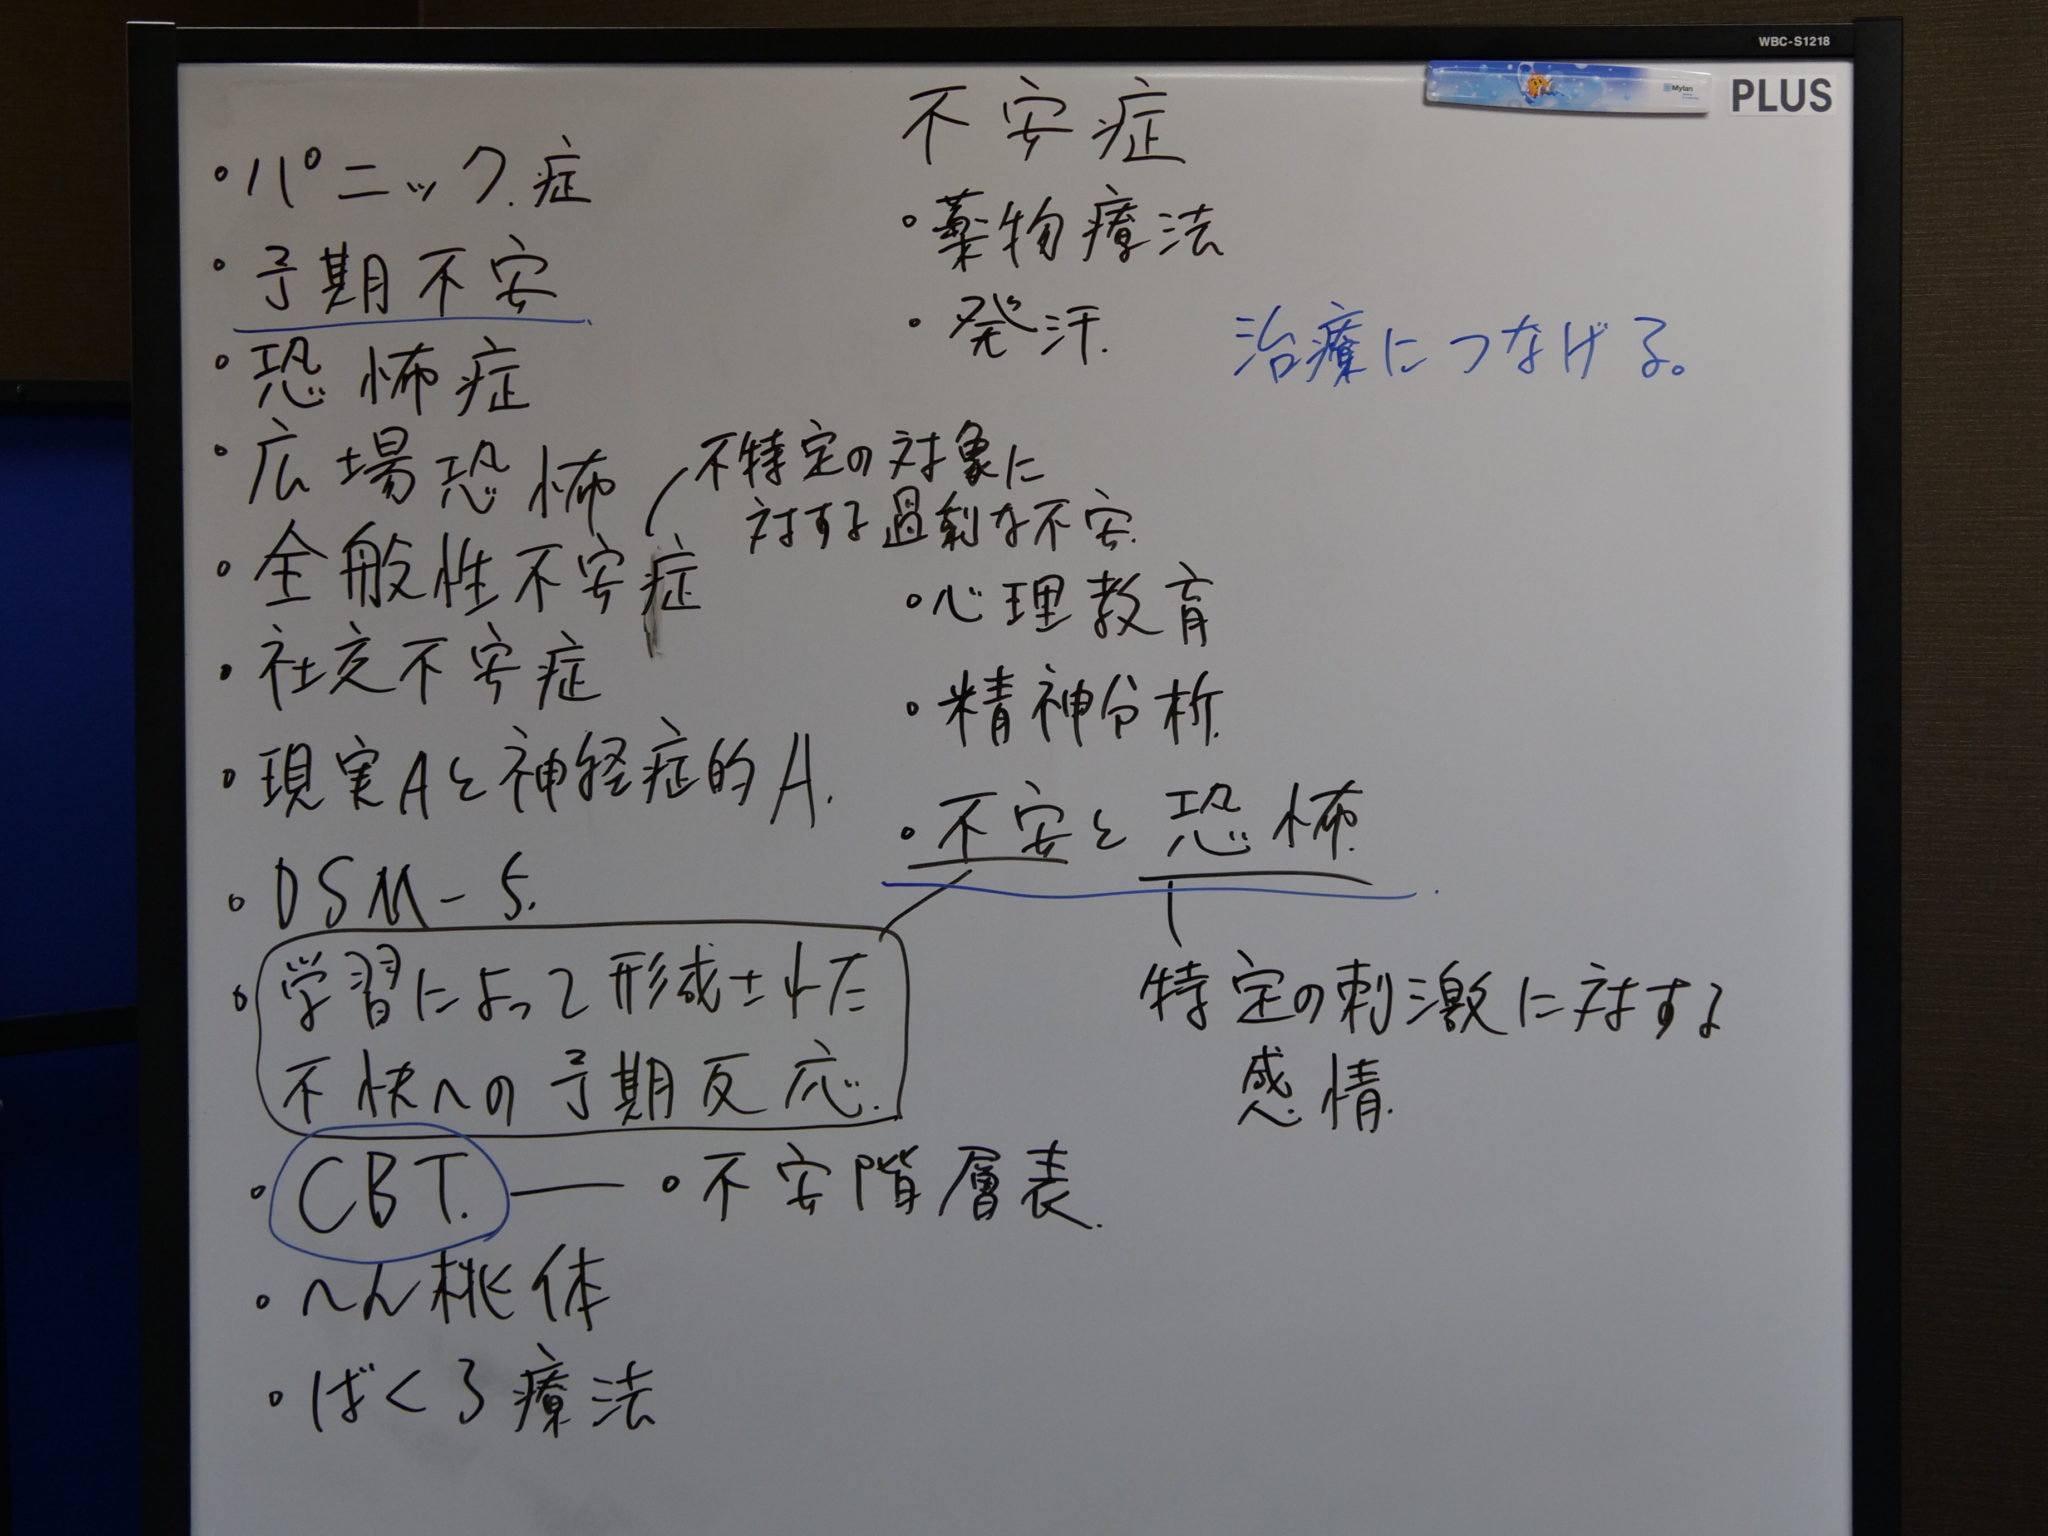 WBC-S1218
PLUS
Mylan
不安症
・パニック症
・予期不安
・恐怖症
・広場恐怖
・全般性不安症
不特定の対象に
対する過剰な不安.
・社交不安症
・現実Aと神経症的A.
・DSM-5.
・学習によって形成された
不快への予期反応.
・CBT. ― ・不安階層表.
・へん桃体
・ばくろ療法
・薬物療法
・発汗.
治療につなげる。
・心理教育
・精神分析.
・不安と恐怖.
特定の刺激に対する
感情.